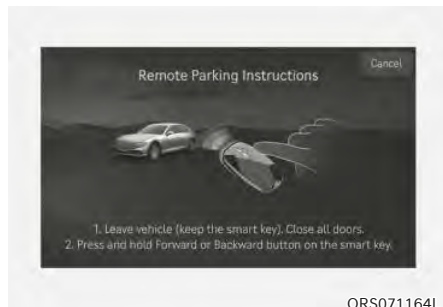 Cancel
Remote Parking Instructions
1. Leave vehicle (keep the smart key). Close all doors.
2. Press and hold Forward or Backward button on the smart key.
ORS071164L